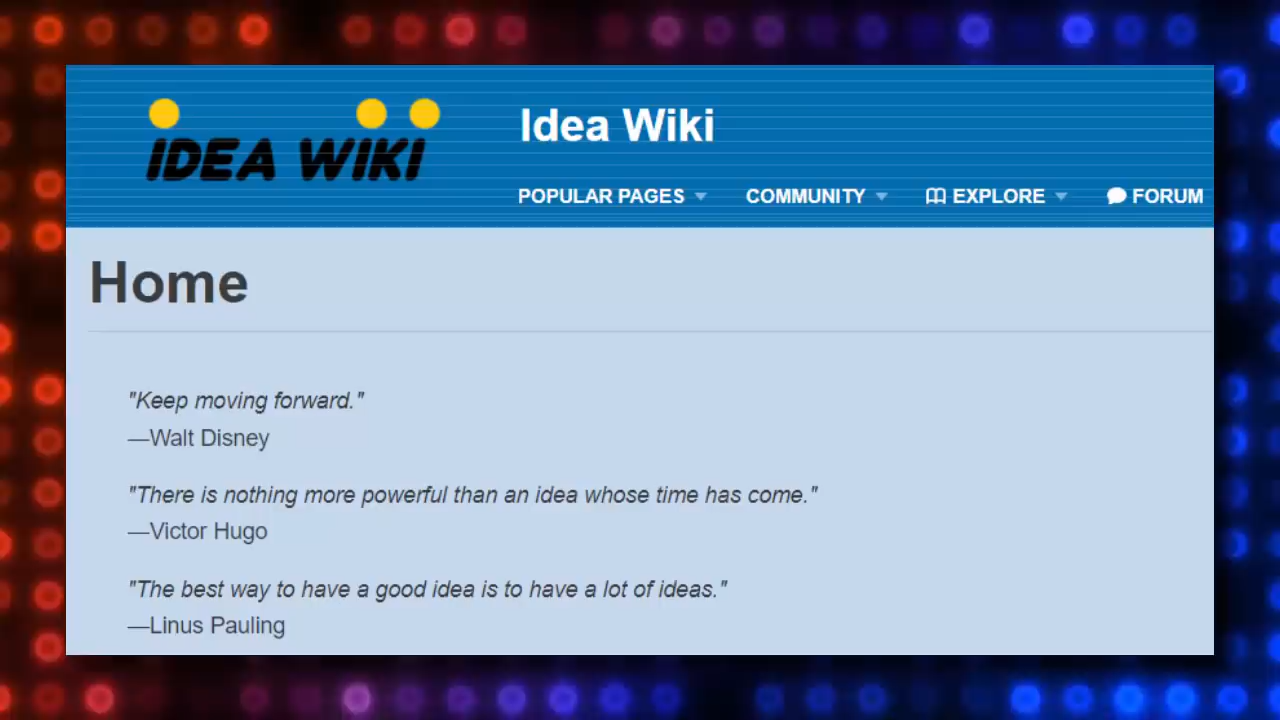 IDEA WIKI
Idea Wiki
POPULAR PAGES COMMUNITY EXPLORE FORUM
Home
"Keep moving forward."
—Walt Disney
"There is nothing more powerful than an idea whose time has come."
—Victor Hugo
"The best way to have a good idea is to have a lot of ideas."
—Linus Pauling